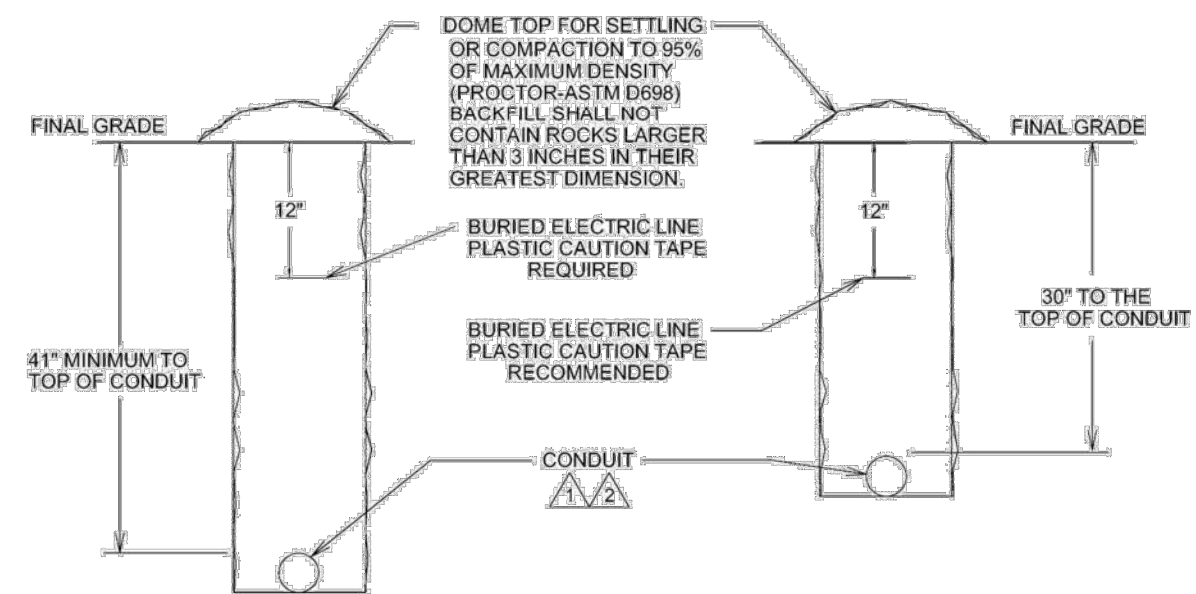 DOME TOP FOR SETTLING
OR COMPACTION TO 95%
OF MAXIMUM DENSITY
(PROCTOR-ASTM D698)
BACKFILL SHALL NOT
CONTAIN ROCKS LARGER
THAN 3 INCHES IN THEIR
GREATEST DIMENSION.
FINAL GRADE
FINAL GRADE
12"
12"
BURIED ELECTRIC LINE
PLASTIC CAUTION TAPE
REQUIRED
30" TO THE
TOP OF CONDUIT
BURIED ELECTRIC LINE
PLASTIC CAUTION TAPE
RECOMMENDED
41" MINIMUM TO
TOP OF CONDUIT
CONDUIT
1 2